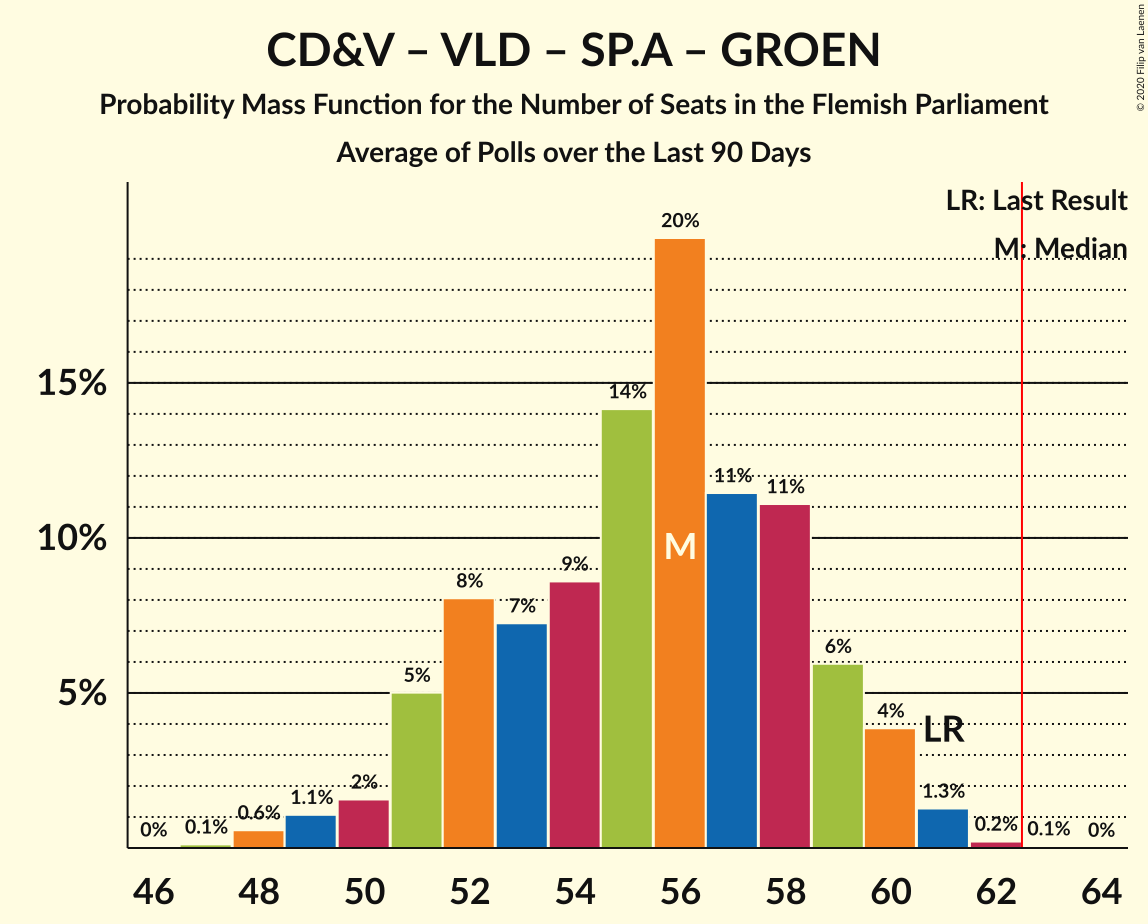 CD&V – VLD – SP.A – GROEN
Probability Mass Function for the Number of Seats in the Flemish Parliament
Average of Polls over the Last 90 Days
© 2020 Filip van Laenen
LR: Last Result
M: Median
15%
10%
5%
0%
0.1%
0.6%
1.1%
2%
5%
8%
7%
9%
14%
20%
11%
11%
6%
4%
1.3%
0.2%
0.1%
0%
M
LR
46 48 50 52 54 56 58 60 62 64